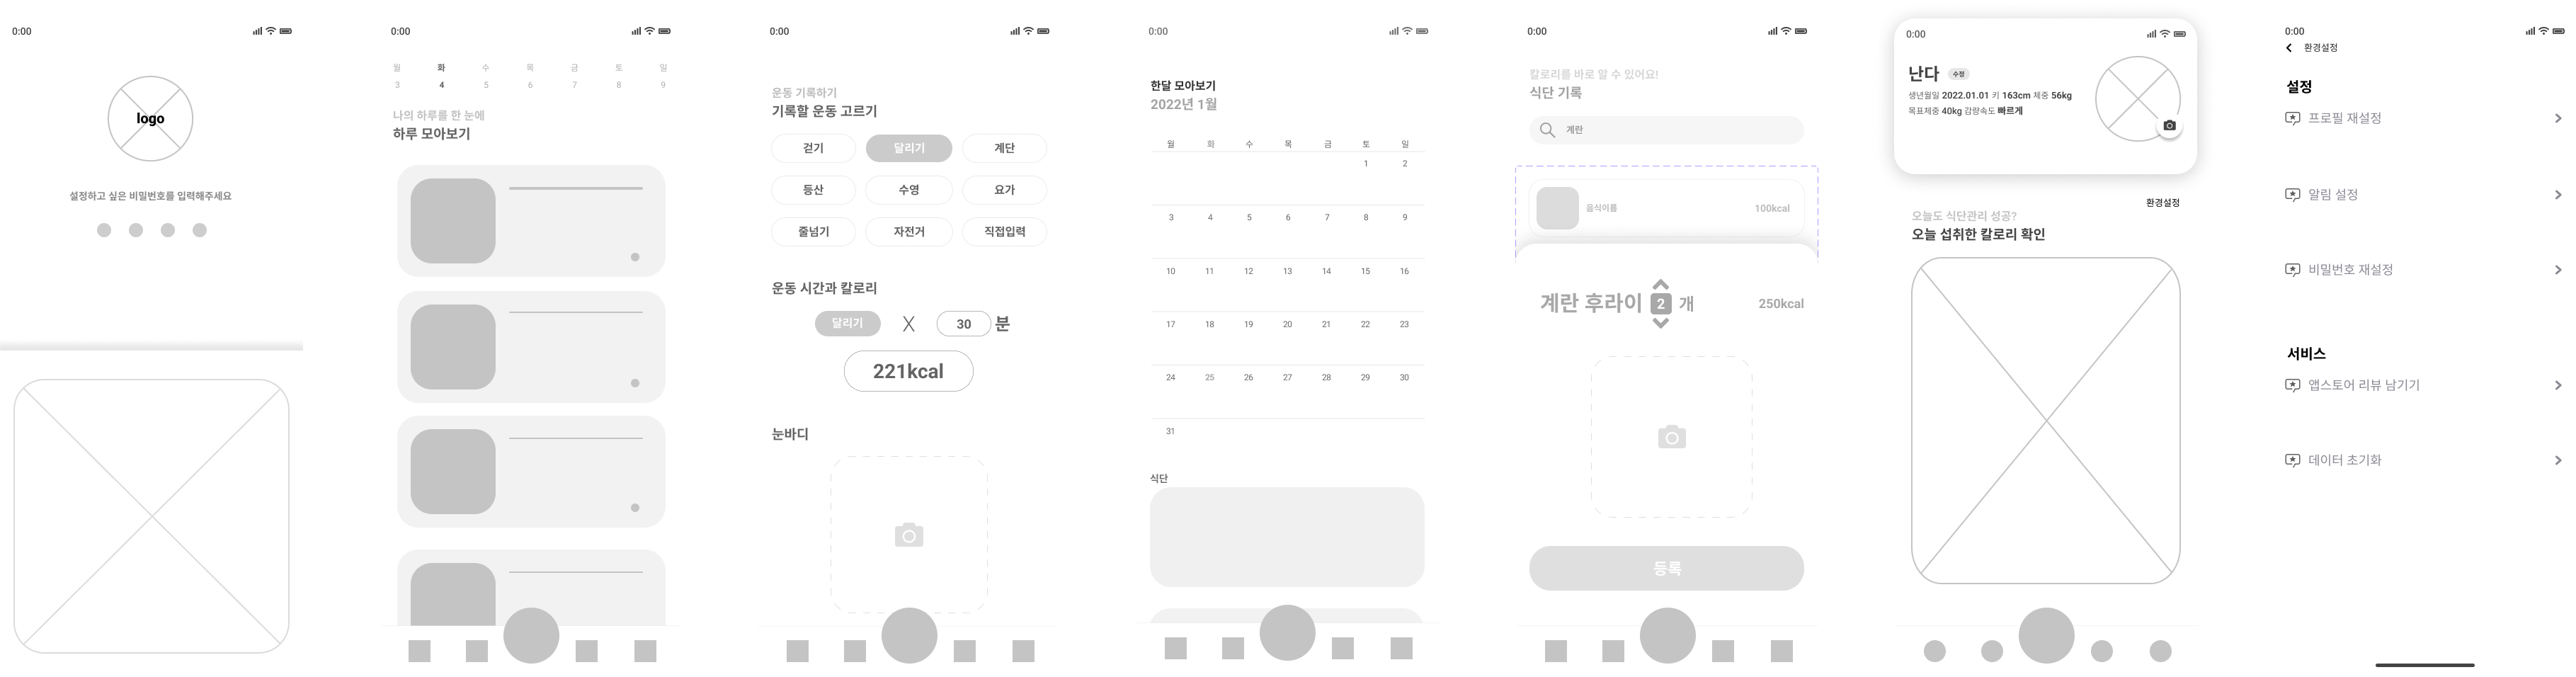 0:00
logo
설정하고 싶은 비밀번호를 입력해주세요
0:00
월 화 수 목 금 토 일
3 4 5 6 7 8 9
나의 하루를 한 눈에
하루 모아보기
0:00
운동 기록하기
기록할 운동 고르기
걷기 달리기 계단
등산 수영 요가
줄넘기 자전거 직접입력
운동 시간과 칼로리
달리기 X 30 분
221kcal
눈바디
0:00
한달 모아보기
2022년 1월
월 화 수 목 금 토 일
1 2
3 4 5 6 7 8 9
10 11 12 13 14 15 16
17 18 19 20 21 22 23
24 25 26 27 28 29 30
31
식단
0:00
칼로리를 바로 알 수 있어요!
식단 기록
계란
음식이름 100kcal
계란 후라이 2 개 250kcal
등록
0:00
난다 수정
생년월일 2022.01.01 키 163cm 체중 56kg
목표체중 40kg 감량속도 빠르게
환경설정
오늘도 식단관리 성공?
오늘 섭취한 칼로리 확인
0:00
환경설정
설정
프로필 재설정
알림 설정
비밀번호 재설정
서비스
앱스토어 리뷰 남기기
데이터 초기화